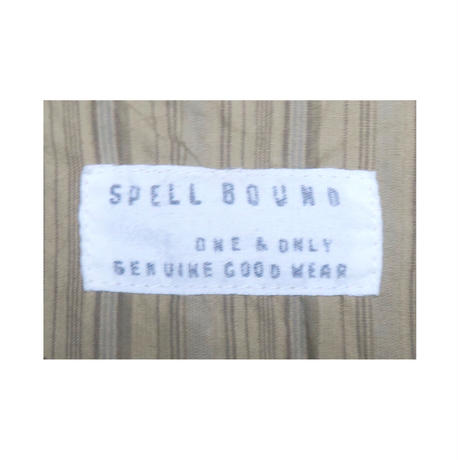 SPELL BOUND
ONE & ONLY
GENUINE GOOD WEAR